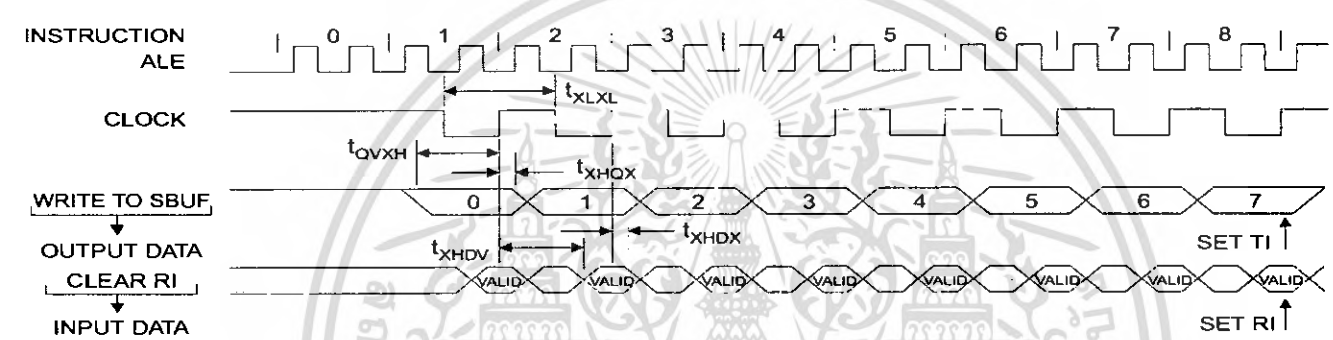 INSTRUCTION
ALE
0 1 2 3 4 5 6 7 8
tXLXL
CLOCK
tQVXH
tXHQX
WRITE TO SBUF
0 1 2 3 4 5 6 7
OUTPUT DATA
tXHDV
tXHDX
SET TI
CLEAR RI
VALID VALID VALID VALID VALID VALID VALID VALID
INPUT DATA
SET RI